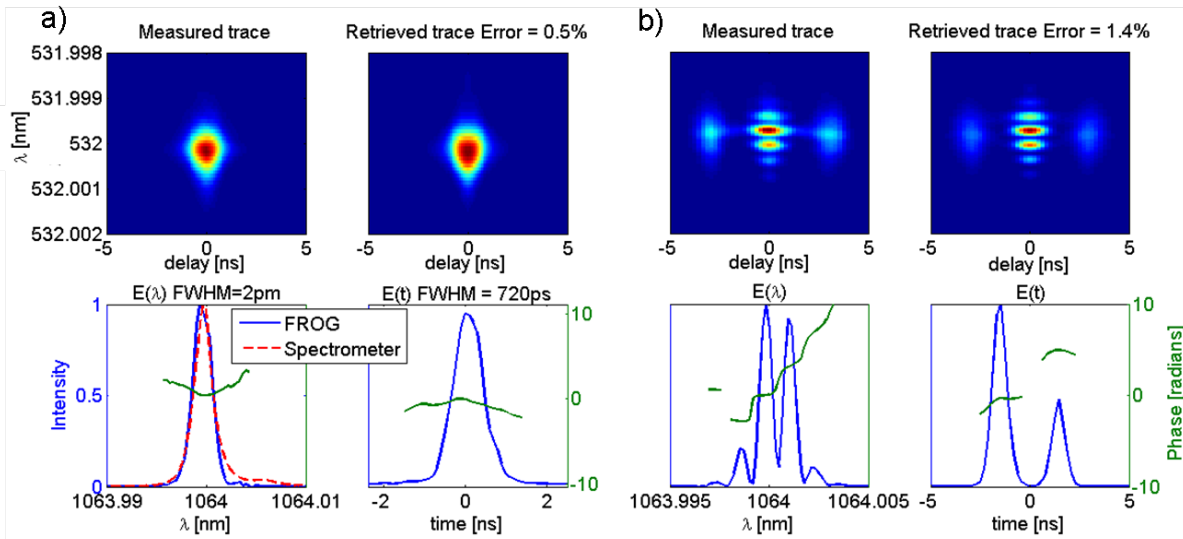 a)
Measured trace
Retrieved trace Error = 0.5%
b)
Measured trace
Retrieved trace Error = 1.4%
531.998
531.999
532
532.001
532.002
λ [nm]
-5 0 5
delay [ns]
-5 0 5
delay [ns]
-5 0 5
delay [ns]
-5 0 5
delay [ns]
E(λ) FWHM=2pm
E(t) FWHM = 720ps
E(λ)
E(t)
FROG
Spectrometer
Intensity
1
0.5
0
1063.99 1064 1064.01
λ [nm]
10
0
-10
-2 0 2
time [ns]
1063.995 1064 1064.005
λ [nm]
10
0
-10
Phase [radians]
-5 0 5
time [ns]